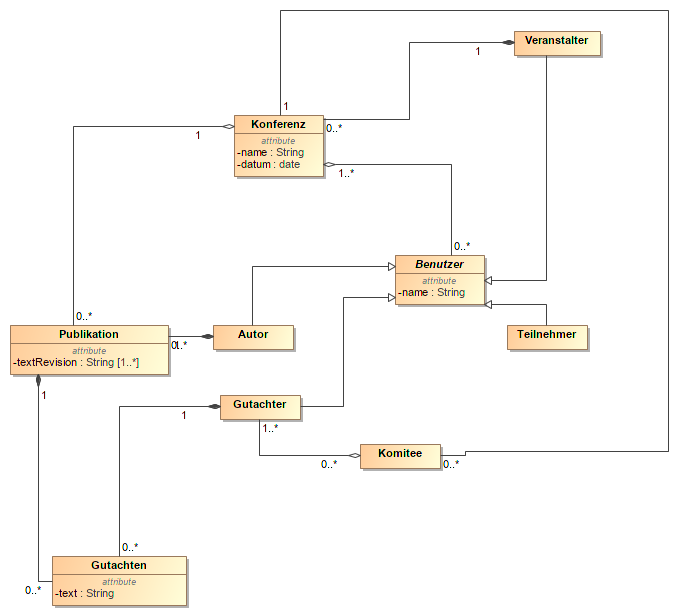 Veranstalter
1
1
Konferenz
attribute
-name : String
-datum : date
0..*
1
1..*
0..*
Benutzer
attribute
-name : String
0..*
Publikation
attribute
-textRevision : String [1..*]
Autor
Teilnehmer
1
Gutachter
1
1..*
Komitee
0..*
0..*
0..*
Gutachten
attribute
-text : String
0..*